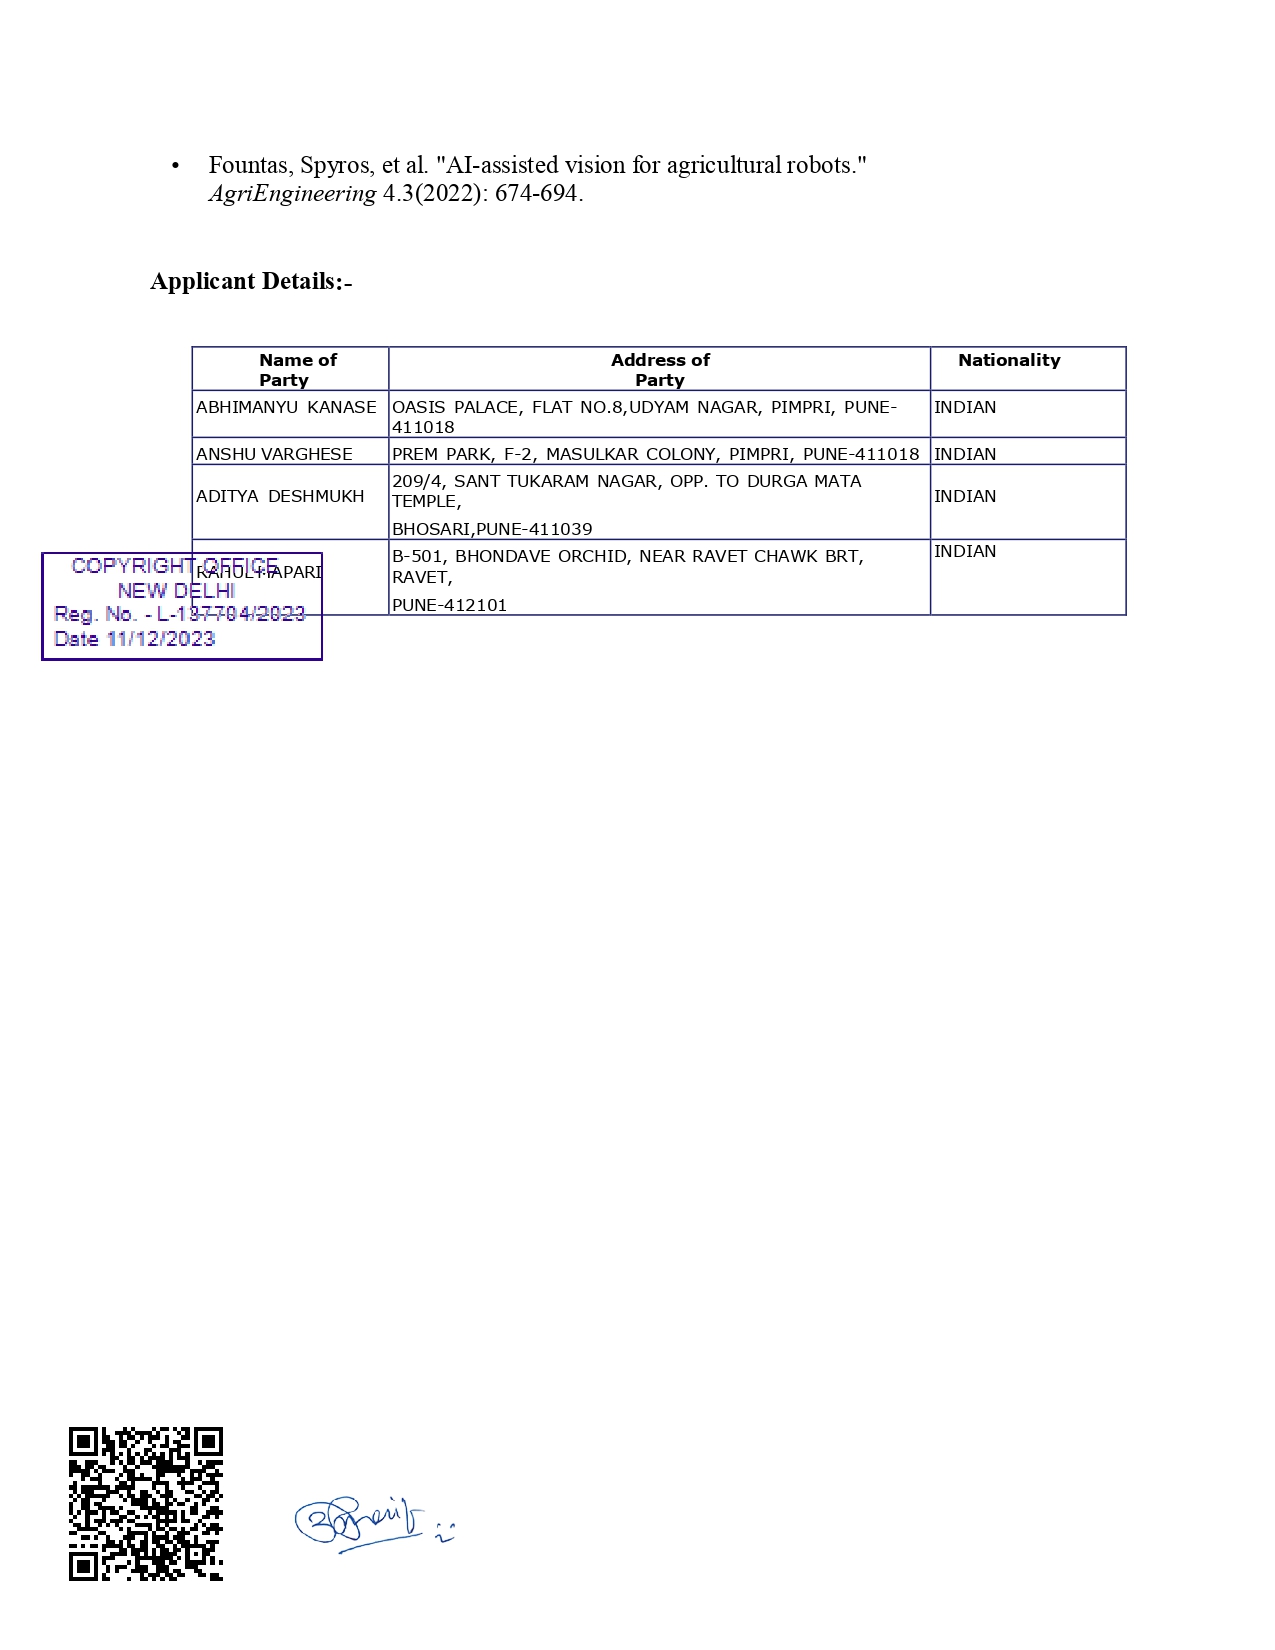 • Fountas, Spyros, et al. "AI-assisted vision for agricultural robots."
AgriEngineering 4.3(2022): 674-694.
Applicant Details:-
Name of Party Address of Party Nationality
ABHIMANYU KANASE OASIS PALACE, FLAT NO.8,UDYAM NAGAR, PIMPRI, PUNE-
411018 INDIAN
ANSHU VARGHESE PREM PARK, F-2, MASULKAR COLONY, PIMPRI, PUNE-411018 INDIAN
ADITYA DESHMUKH 209/4, SANT TUKARAM NAGAR, OPP. TO DURGA MATA
TEMPLE,
BHOSARI,PUNE-411039 INDIAN
RAHUL B-501, BHONDAVE ORCHID, NEAR RAVET CHAWK BRT,
RAVET,
PUNE-412101 INDIAN
COPYRIGHT OFFICE
NEW DELHI
Reg. No. - L-137704/2023
Date 11/12/2023